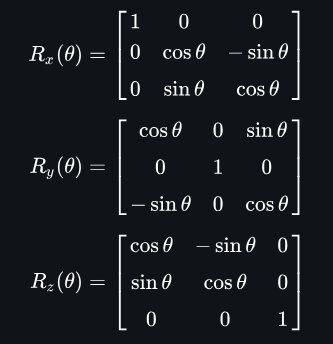 1 0 0
R_x(θ) = 0 cos θ − sin θ
0 sin θ cos θ
cos θ 0 sin θ
R_y(θ) = 0 1 0
− sin θ 0 cos θ
cos θ − sin θ 0
R_z(θ) = sin θ cos θ 0
0 0 1